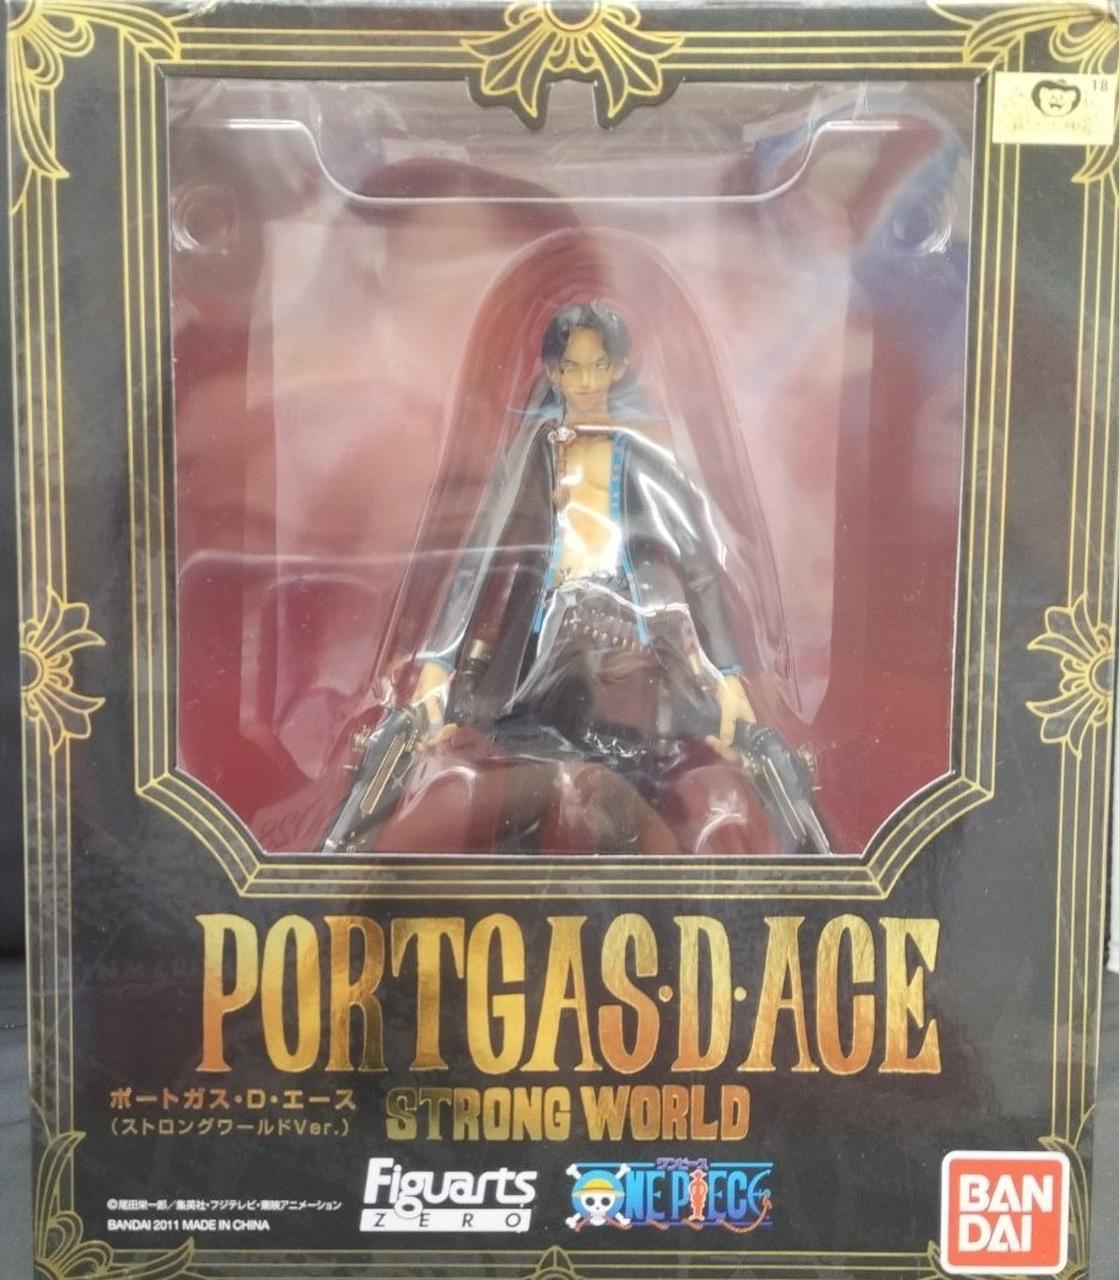 18
PORTGAS・D・ACE
ポートガス・D・エース
(ストロングワールドVer.)
STRONG WORLD
Figuarts
ZERO
ワンピース
ONE PIECE
©尾田栄一郎/集英社・フジテレビ・東映アニメーション
BANDAI 2011 MADE IN CHINA
BAN
DAI